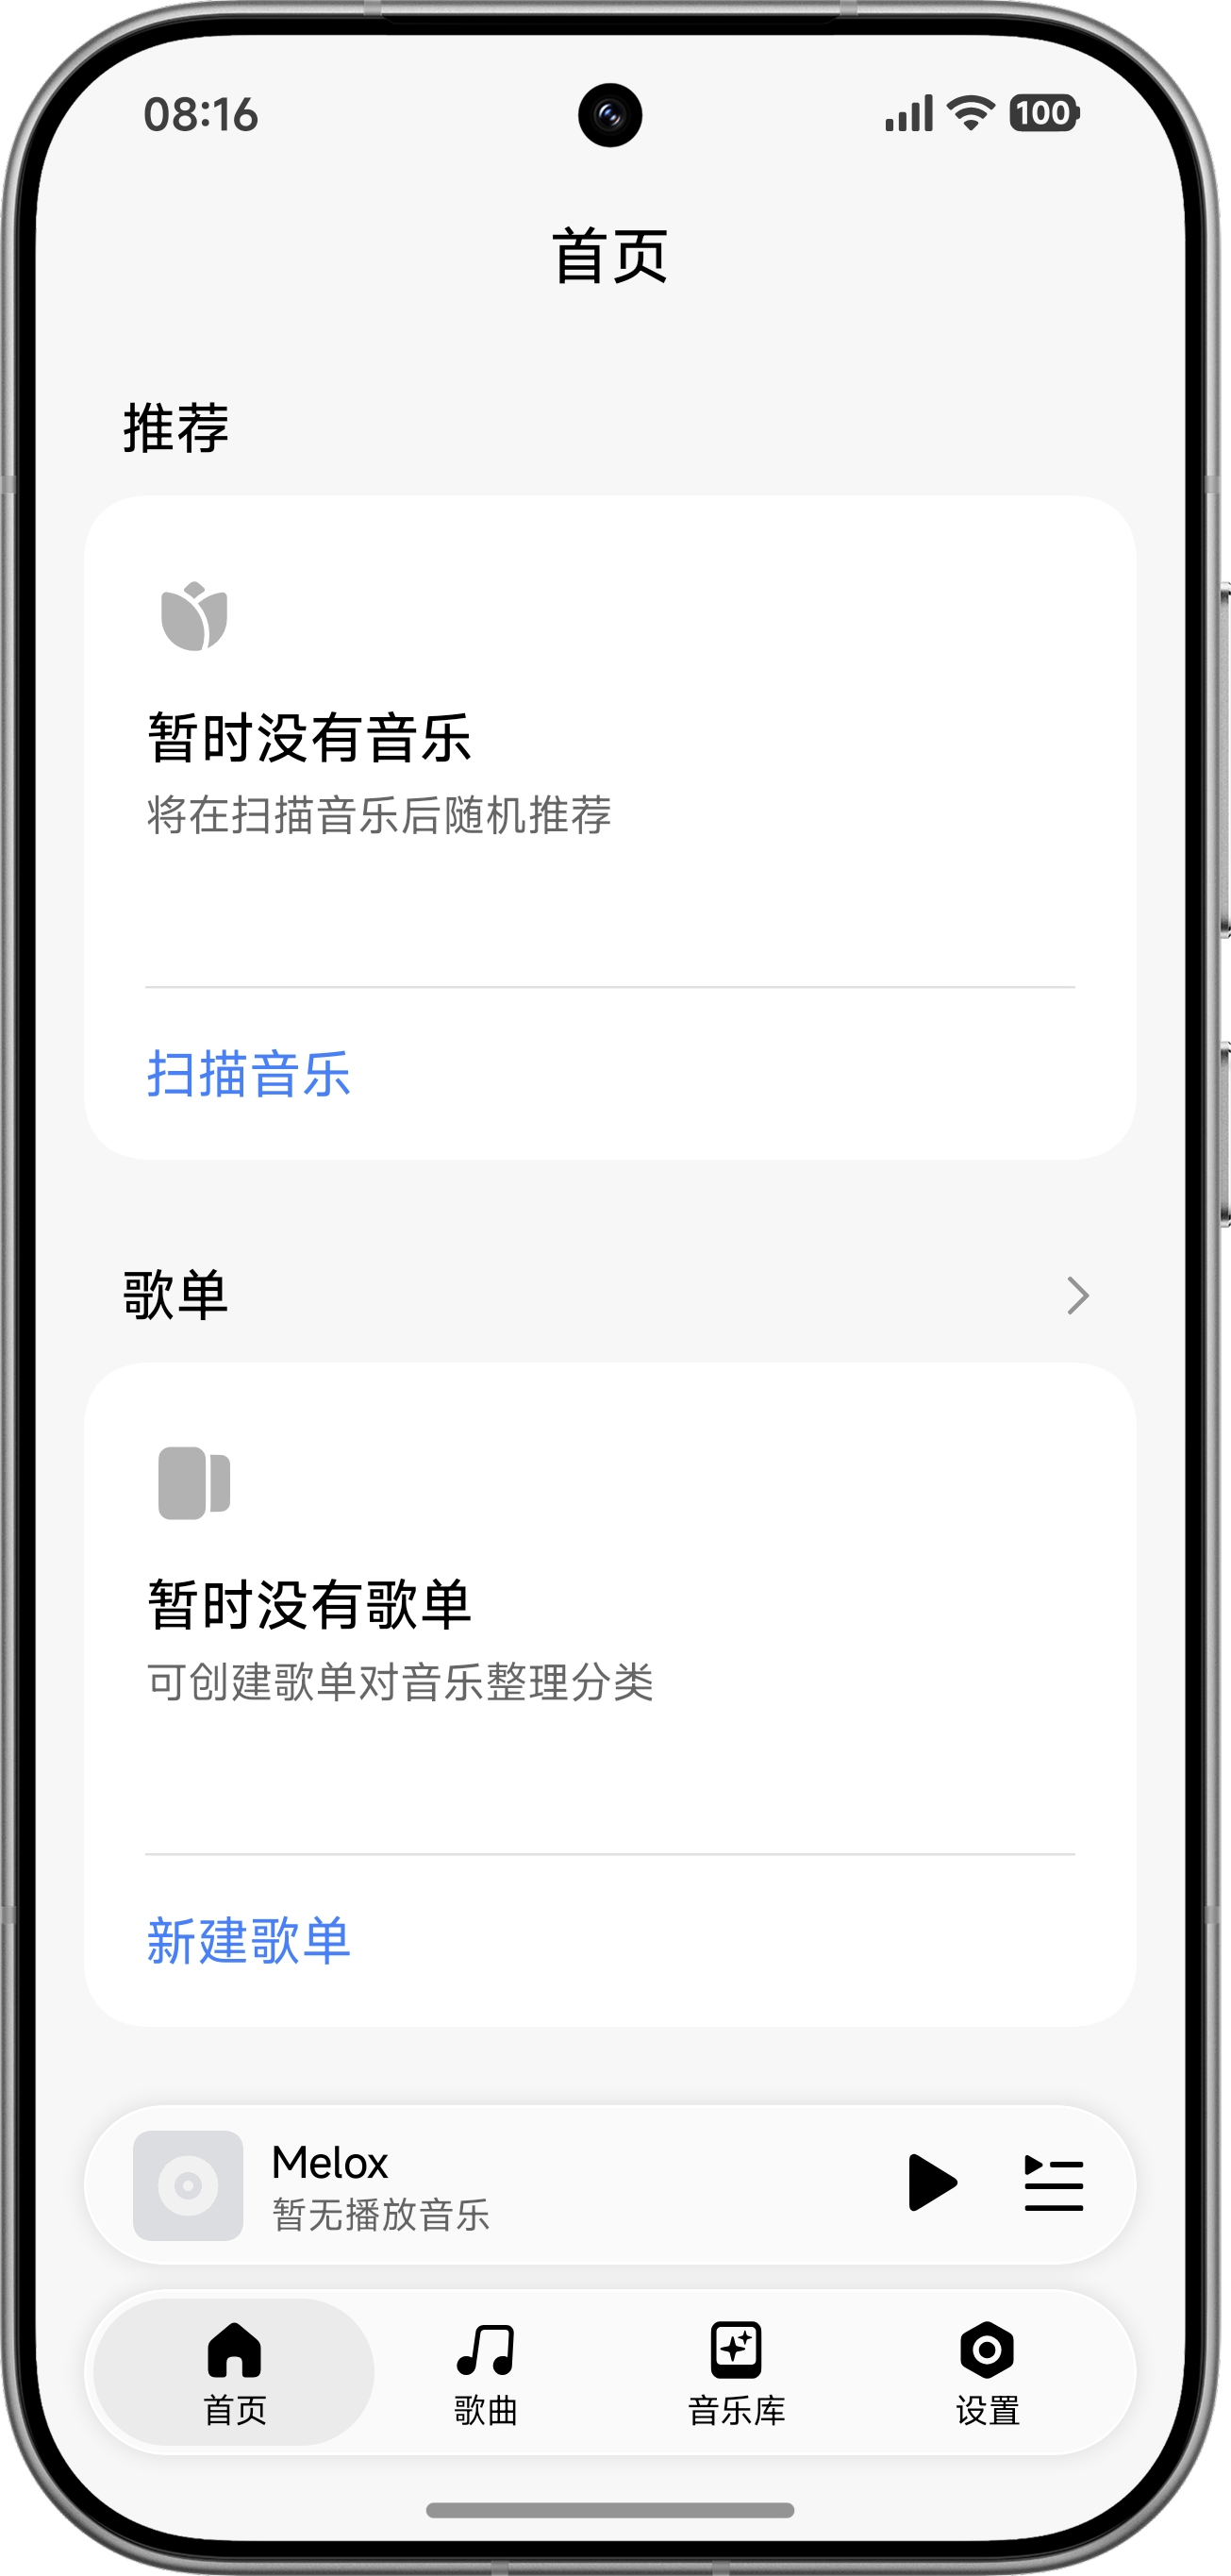 08:16
100
首页
推荐
暂时没有音乐
将在扫描音乐后随机推荐
扫描音乐
歌单
暂时没有歌单
可创建歌单对音乐整理分类
新建歌单
Melox
暂无播放音乐
首页
歌曲
音乐库
设置